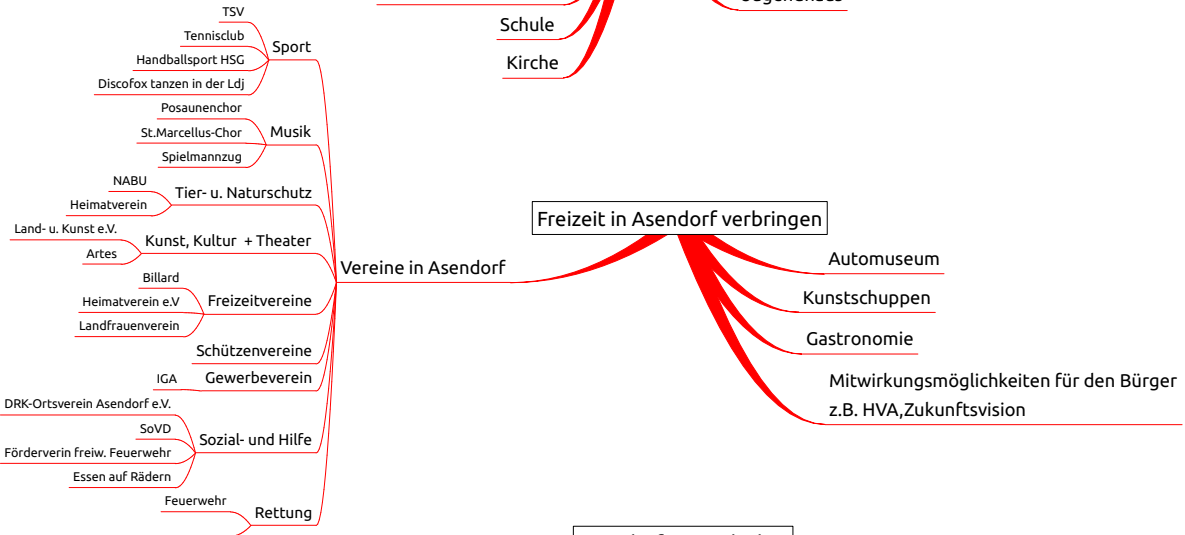 Schule
Kirche
TSV
Tennisclub
Handballsport HSG
Discofox tanzen in der Ldj
Sport
Posaunenchor
St.Marcellus-Chor
Spielmannzug
Musik
NABU
Heimatverein
Tier- u. Naturschutz
Land- u. Kunst e.V.
Artes
Kunst, Kultur + Theater
Billard
Heimatverein e.V
Landfrauenverein
Freizeitvereine
Schützenvereine
IGA
Gewerbeverein
DRK-Ortsverein Asendorf e.V.
SoVD
Förderverin freiw. Feuerwehr
Essen auf Rädern
Sozial- und Hilfe
Feuerwehr
Rettung
Vereine in Asendorf
Freizeit in Asendorf verbringen
Automuseum
Kunstschuppen
Gastronomie
Mitwirkungsmöglichkeiten für den Bürger
z.B. HVA,Zukunftsvision